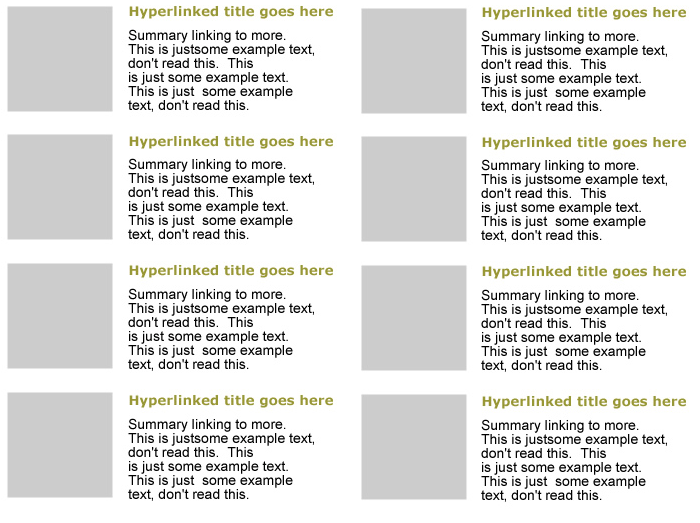 Hyperlinked title goes here
Summary linking to more.
This is justsome example text,
don't read this.  This
is just some example text.
This is just  some example
text, don't read this.
Hyperlinked title goes here
Summary linking to more.
This is justsome example text,
don't read this.  This
is just some example text.
This is just  some example
text, don't read this.
Hyperlinked title goes here
Summary linking to more.
This is justsome example text,
don't read this.  This
is just some example text.
This is just  some example
text, don't read this.
Hyperlinked title goes here
Summary linking to more.
This is justsome example text,
don't read this.  This
is just some example text.
This is just  some example
text, don't read this.
Hyperlinked title goes here
Summary linking to more.
This is justsome example text,
don't read this.  This
is just some example text.
This is just  some example
text, don't read this.
Hyperlinked title goes here
Summary linking to more.
This is justsome example text,
don't read this.  This
is just some example text.
This is just  some example
text, don't read this.
Hyperlinked title goes here
Summary linking to more.
This is justsome example text,
don't read this.  This
is just some example text.
This is just  some example
text, don't read this.
Hyperlinked title goes here
Summary linking to more.
This is justsome example text,
don't read this.  This
is just some example text.
This is just  some example
text, don't read this.